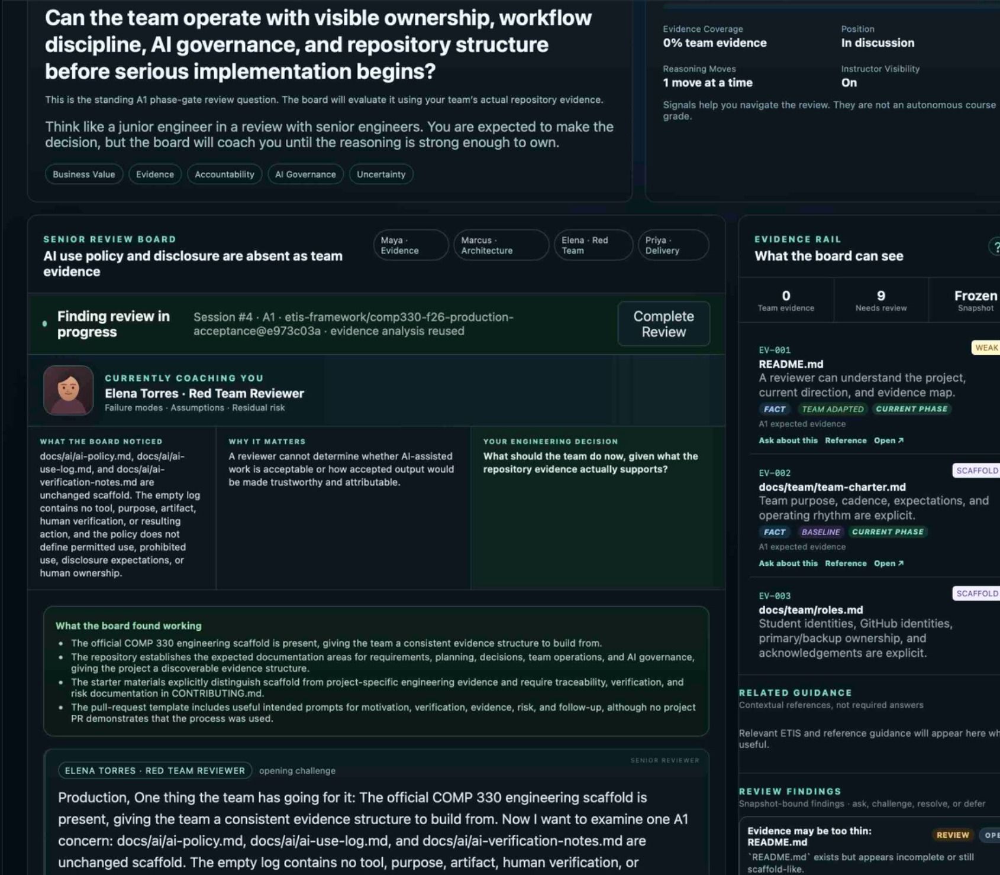 Can the team operate with visible ownership, workflow
discipline, AI governance, and repository structure
before serious implementation begins?
This is the standing A1 phase-gate review question. The board will evaluate it using your team's actual repository evidence.
Think like a junior engineer in a review with senior engineers. You are expected to make the
decision, but the board will coach you until the reasoning is strong enough to own.
Business Value
Evidence
Accountability
AI Governance
Uncertainty
Evidence Coverage
0% team evidence
Position
In discussion
Reasoning Moves
1 move at a time
Instructor Visibility
On
Signals help you navigate the review. They are not an autonomous course
grade.
SENIOR REVIEW BOARD
AI use policy and disclosure are absent as team
evidence
Maya ·
Evidence
Marcus ·
Architecture
Elena · Red
Team
Priya ·
Delivery
Finding review in
progress
Session #4 · A1 · etis-framework/comp330-f26-production-
acceptance@e973c03a · evidence analysis reused
Complete
Review
CURRENTLY COACHING YOU
Elena Torres · Red Team Reviewer
Failure modes · Assumptions · Residual risk
WHAT THE BOARD NOTICED
docs/ai/ai-policy.md, docs/ai/ai-
use-log.md, and docs/ai/ai-
verification-notes.md are
unchanged scaffold. The empty log
contains no tool, purpose, artifact,
human verification, or resulting
action, and the policy does not
define permitted use, prohibited
use, disclosure expectations, or
human ownership.
WHY IT MATTERS
A reviewer cannot determine whether AI-assisted
work is acceptable or how accepted output would
be made trustworthy and attributable.
YOUR ENGINEERING DECISION
What should the team do now, given what the
repository evidence actually supports?
What the board found working
• The official COMP 330 engineering scaffold is present, giving the team a consistent evidence structure to build from.
• The repository establishes the expected documentation areas for requirements, planning, decisions, team operations, and AI governance,
giving the project a discoverable evidence structure.
• The starter materials explicitly distinguish scaffold from project-specific engineering evidence and require traceability, verification, and
risk documentation in CONTRIBUTING.md.
• The pull-request template includes useful intended prompts for motivation, verification, evidence, risk, and follow-up, although no project
PR demonstrates that the process was used.
SENIOR REVIEWER
ELENA TORRES · RED TEAM REVIEWER
opening challenge
Production, One thing the team has going for it: The official COMP 330 engineering scaffold is
present, giving the team a consistent evidence structure to build from. Now I want to examine one A1
concern: docs/ai/ai-policy.md, docs/ai/ai-use-log.md, and docs/ai/ai-verification-notes.md are
unchanged scaffold. The empty log contains no tool, purpose, artifact, human verification, or
EVIDENCE RAIL
What the board can see
?
0
Team evidence
9
Needs review
Frozen
Snapshot
EV-001
WEAK
README.md
A reviewer can understand the project,
current direction, and evidence map.
FACT
TEAM ADAPTED
CURRENT PHASE
A1 expected evidence
Ask about this Reference Open ↗
EV-002
SCAFFOLD
docs/team/team-charter.md
Team purpose, cadence, expectations, and
operating rhythm are explicit.
FACT
BASELINE
CURRENT PHASE
A1 expected evidence
Ask about this Reference Open ↗
EV-003
SCAFFOLD
docs/team/roles.md
Student identities, GitHub identities,
primary/backup ownership, and
acknowledgements are explicit.
RELATED GUIDANCE
Contextual references, not required answers
Relevant ETIS and reference guidance will appear here wh
useful.
REVIEW FINDINGS
Snapshot-bound findings · ask, challenge, resolve, or defer
Evidence may be too thin:
README.md
REVIEW
OPE
`README.md` exists but appears incomplete or still
scaffold-like.